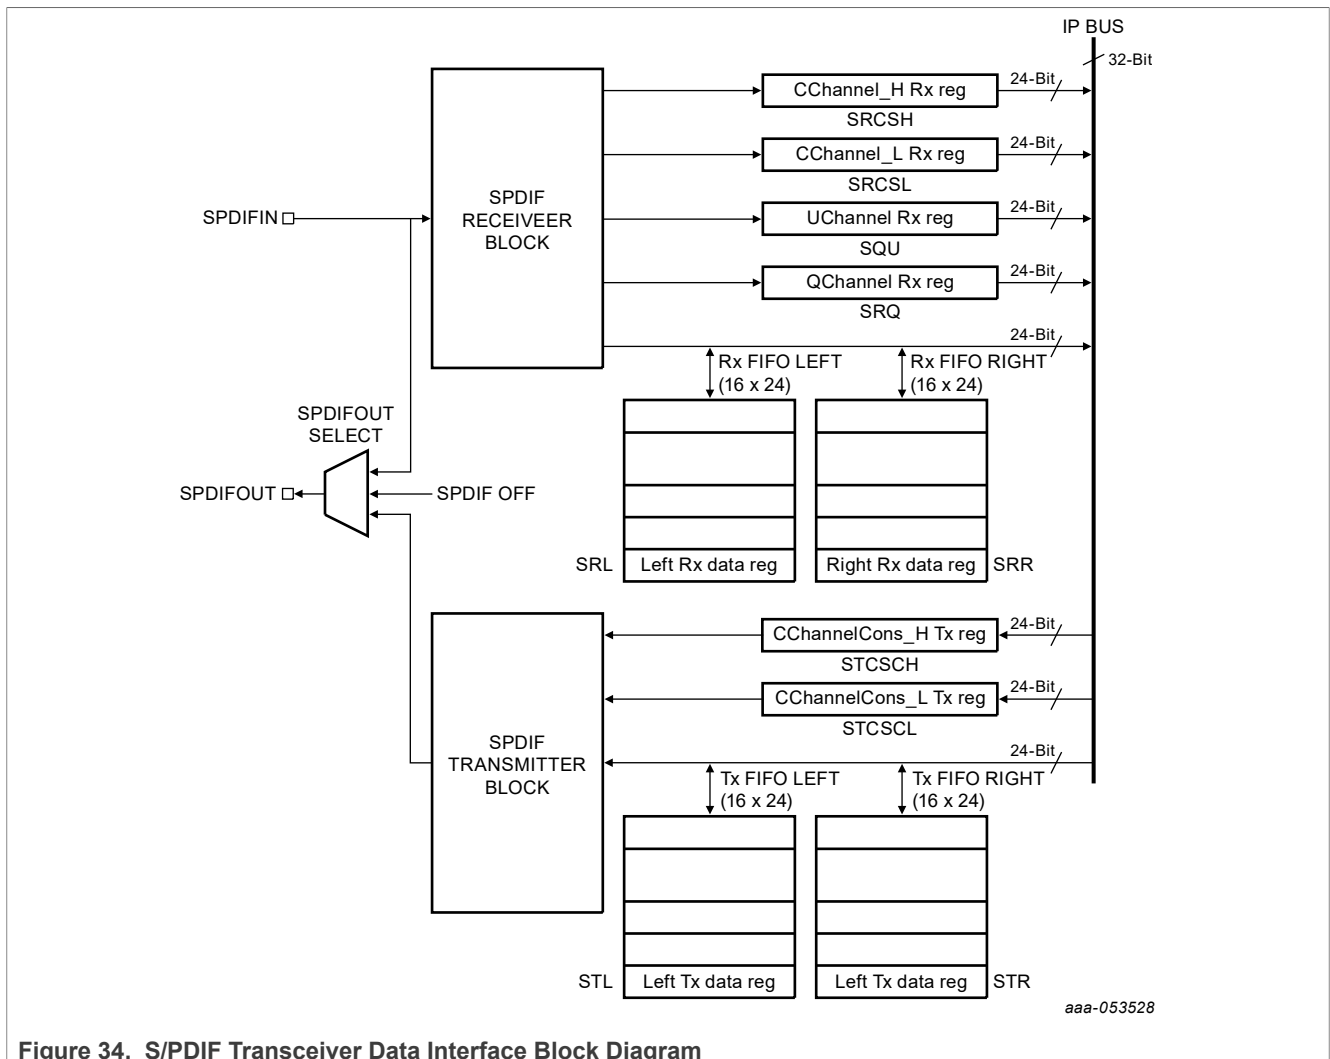 IP BUS
32-Bit
CChannel_H Rx reg
24-Bit
SRCSH
CChannel_L Rx reg
24-Bit
SRCSL
SPDIF
RECEIVEER
BLOCK
SPDIFIN
UChannel Rx reg
24-Bit
SQU
QChannel Rx reg
24-Bit
SRQ
24-Bit
Rx FIFO LEFT
(16 x 24)
Rx FIFO RIGHT
(16 x 24)
SPDIFOUT
SELECT
SPDIFOUT
SPDIF OFF
SRL
Left Rx data reg
Right Rx data reg
SRR
CChannelCons_H Tx reg
24-Bit
STCSCH
CChannelCons_L Tx reg
24-Bit
STCSCL
SPDIF
TRANSMITTER
BLOCK
24-Bit
Tx FIFO LEFT
(16 x 24)
Tx FIFO RIGHT
(16 x 24)
STL
Left Tx data reg
Left Tx data reg
STR
aaa-053528
Figure 34. S/PDIF Transceiver Data Interface Block Diagram